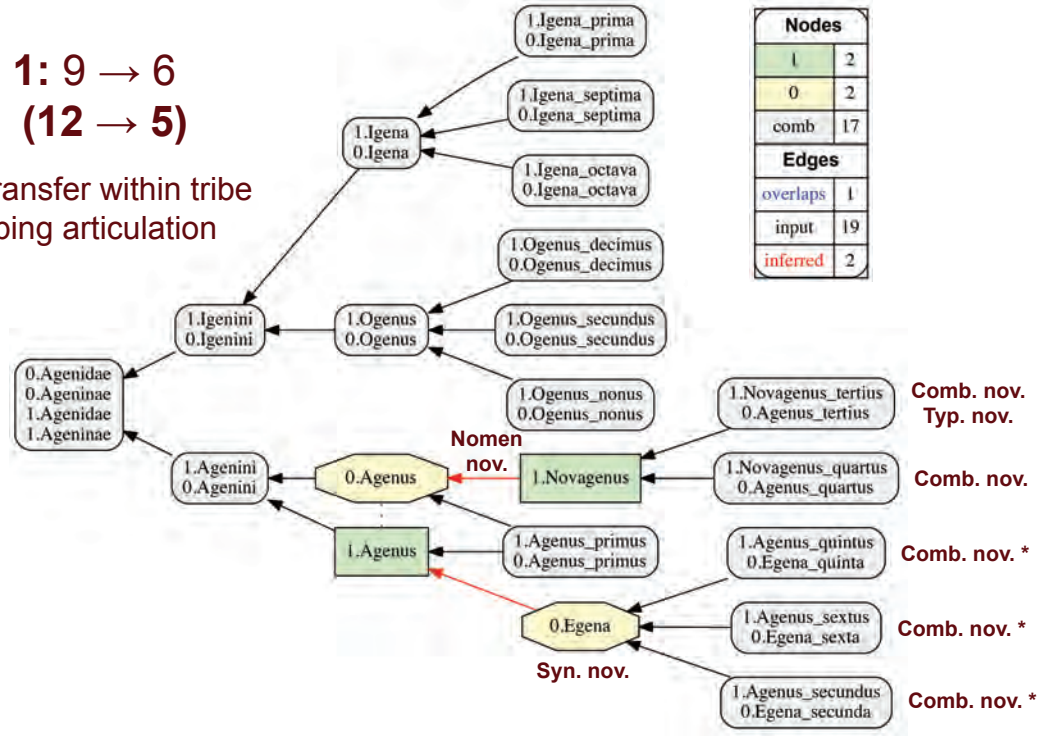 1: 9 → 6
(12 → 5)
ransfer within tribe
ping articulation
1.Igena_prima
0.Igena_prima
1.Igena_septima
0.Igena_septima
1.Igena
0.Igena
1.Igena_octava
0.Igena_octava
1.Ogenus_decimus
0.Ogenus_decimus
1.Igenini
0.Igenini
1.Ogenus
0.Ogenus
1.Ogenus_secundus
0.Ogenus_secundus
1.Ogenus_nonus
0.Ogenus_nonus
0.Agenidae
0.Ageninae
1.Agenidae
1.Ageninae
1.Novagenus_tertius
0.Agenus_tertius
Comb. nov.
Typ. nov.
1.Agenini
0.Agenini
0.Agenus
Nomen
nov.
1.Novagenus
1.Novagenus_quartus
0.Agenus_quartus
Comb. nov.
1.Agenus
1.Agenus_primus
0.Agenus_primus
1.Agenus_quintus
0.Egena_quinta
Comb. nov. *
0.Egena
Syn. nov.
1.Agenus_sextus
0.Egena_sexta
Comb. nov. *
1.Agenus_secundus
0.Egena_secunda
Comb. nov. *
Nodes
1 2
0 2
comb 17
Edges
overlaps 1
input 19
inferred 2